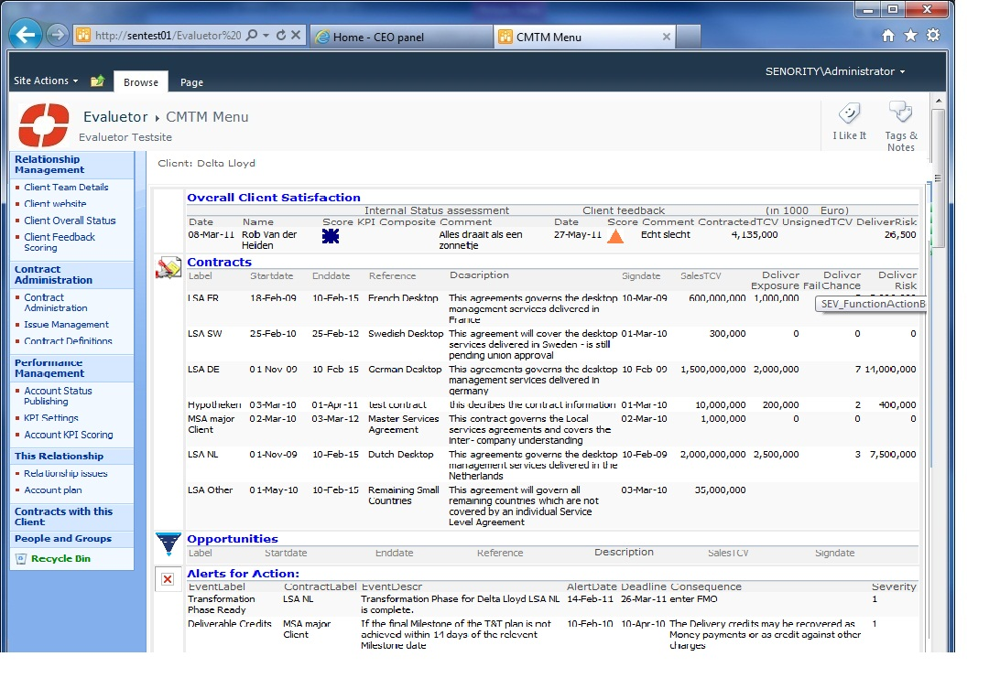 http://sentest01/Evaluetor%20
Home - CEO panel
CMTM Menu
Site Actions
Browse
Page
SENORITY\Administrator
Evaluetor ▸ CMTM Menu
Evaluetor Testsite
I Like It
Tags & Notes
Relationship
Management
Client Team Details
Client website
Client Overall Status
Client Feedback
Scoring
Contract
Administration
Contract
Administration
Issue Management
Contract Definitions
Performance
Management
Account Status
Publishing
KPI Settings
Account KPI Scoring
This Relationship
Relationship issues
Account plan
Contracts with this
Client
People and Groups
Recycle Bin
Client: Delta Lloyd
Overall Client Satisfaction
Internal Status assessment Client feedback (in 1000 Euro)
Date Name Score KPI Composite Comment Date Score Comment ContractedTCV UnsignedTCV DeliverRisk
08-Mar-11 Rob Van der Alles draait als een 27-May-11 Echt slecht 4,135,000 26,500
Heiden zonnetje
Contracts
Label Startdate Enddate Reference Description Signdate SalesTCV Deliver Deliver Deliver
Exposure FailChance Risk
LSA FR 18-Feb-09 10-Feb-15 French Desktop This agreements governs the desktop 10-Mar-09 600,000,000 1,000,000
management services delivered in
France
SEV_FunctionActionB
LSA SW 25-Feb-10 25-Feb-12 Swedish Desktop This agreement will cover the desktop 01-Mar-10 300,000 0 0 0
services delivered in Sweden - is still
pending union approval
LSA DE 01-Nov-09 10-Feb-15 German Desktop This agreements governs the desktop 10-Feb-09 1,500,000,000 2,000,000 7 14,000,000
management services delivered in
germany
Hypotheken 03-Mar-10 01-Apr-11 test contract this decribes the contract information 01-Mar-10 10,000,000 200,000 2 400,000
MSA major 02-Mar-10 03-Mar-12 Master Services This contract governs the Local 02-Mar-10 1,000,000 0 0 0
Client Agreement services agreements and covers the
inter- company understanding
LSA NL 01-Nov-09 10-Feb-15 Dutch Desktop This agreements governs the desktop 10-Feb-09 2,000,000,000 2,500,000 3 7,500,000
management services delivered in the
Netherlands
LSA Other 01-May-10 10-Feb-15 Remaining Small This agreement will govern all 03-Mar-10 35,000,000
Countries remaining countries which are not
covered by an individual Service
Level Agreement
Opportunities
Label Startdate Enddate Reference Description SalesTCV Signdate
Alerts for Action:
EventLabel ContractLabel EventDescr AlertDate Deadline Consequence Severity
Transformation LSA NL Transformation Phase for Delta Lloyd LSA NL 14-Feb-11 26-Mar-11 enter FMO 1
Phase Ready is complete.
Deliverable Credits MSA major If the final Milestone of the T&T plan is not 10-Feb-10 10-Apr-10 The Delivery credits may be recovered as 1
Client achieved within 14 days of the relevant Money payments or as credit against other
Milestone date charges